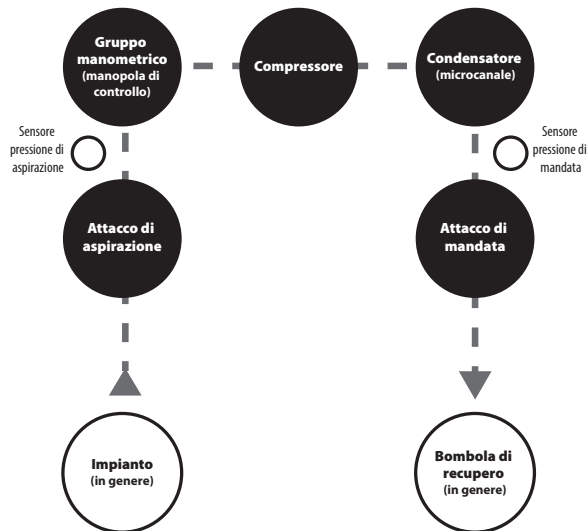 Gruppo
manometrico
(manopola di
controllo)
Compressore
Condensatore
(microcanale)
Sensore
pressione di
aspirazione
Sensore
pressione di
mandata
Attacco di
aspirazione
Attacco di
mandata
Impianto
(in genere)
Bombola di
recupero
(in genere)